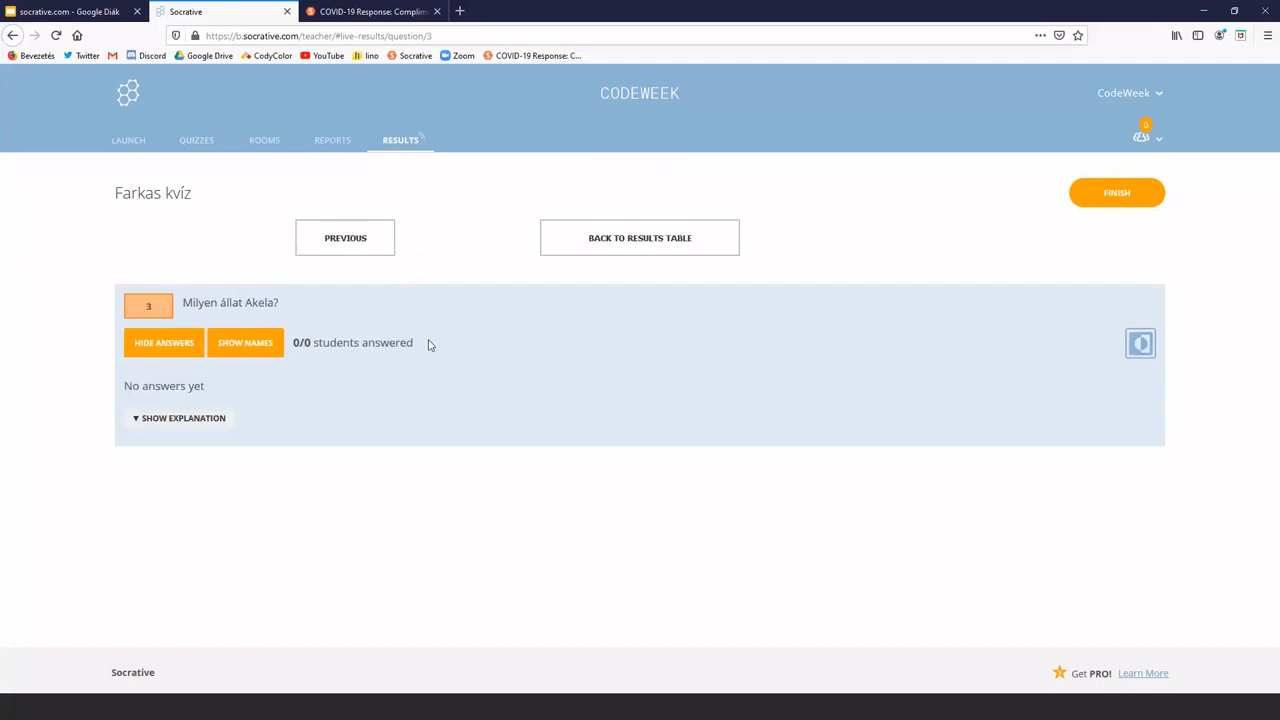 socrative.com - Google Diák
Socrative
COVID-19 Response: Complim
https://b.socrative.com/teacher/#live-results/question/3
Bevezetés
Twitter
Discord
Google Drive
CodyColor
YouTube
lino
Socrative
Zoom
COVID-19 Response: C...
CODEWEEK
CodeWeek
0
LAUNCH
QUIZZES
ROOMS
REPORTS
RESULTS
Farkas kvíz
FINISH
PREVIOUS
BACK TO RESULTS TABLE
3
Milyen állat Akela?
HIDE ANSWERS
SHOW NAMES
0/0 students answered
No answers yet
▼ SHOW EXPLANATION
Socrative
Get PRO! Learn More